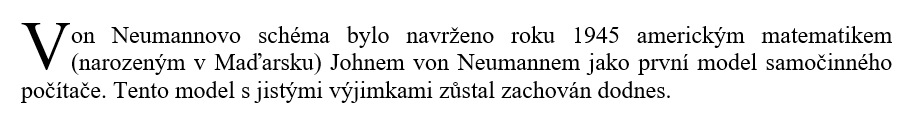 Von Neumannovo schéma bylo navrženo roku 1945 americkým matematikem
(narozeným v Maďarsku) Johnem von Neumannem jako první model samočinného
počítače. Tento model s jistými výjimkami zůstal zachován dodnes.